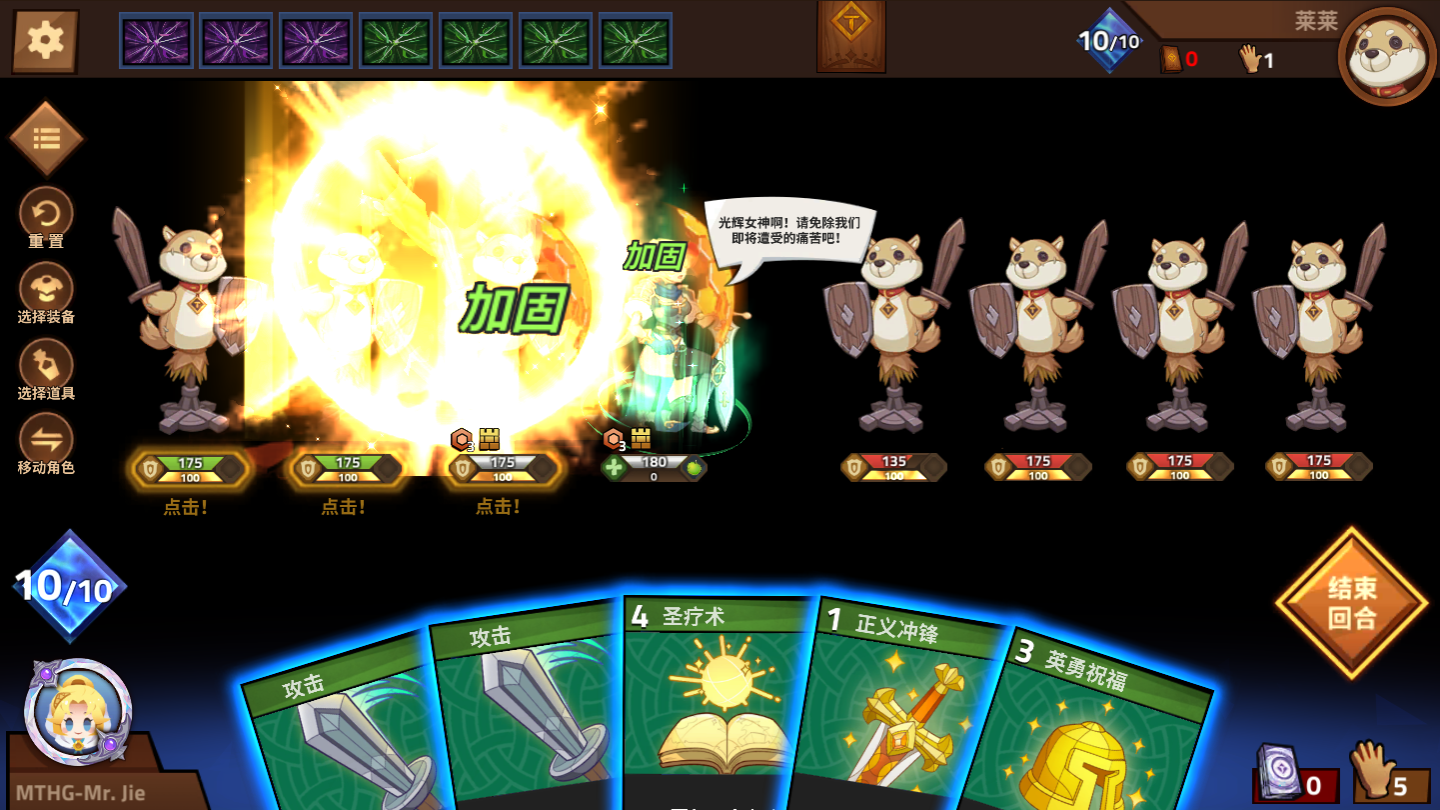 10/10
莱莱
0
1
重置
选择装备
选择道具
移动角色
光辉女神啊！请免除我们
即将遭受的痛苦吧！
加固
加固
3
3
175
100
175
100
175
100
180
0
135
100
175
100
175
100
175
100
点击！
点击！
点击！
10/10
结束
回合
攻击
攻击
4 圣疗术
1 正义冲锋
3 英勇祝福
MTHG-Mr. Jie
0
5